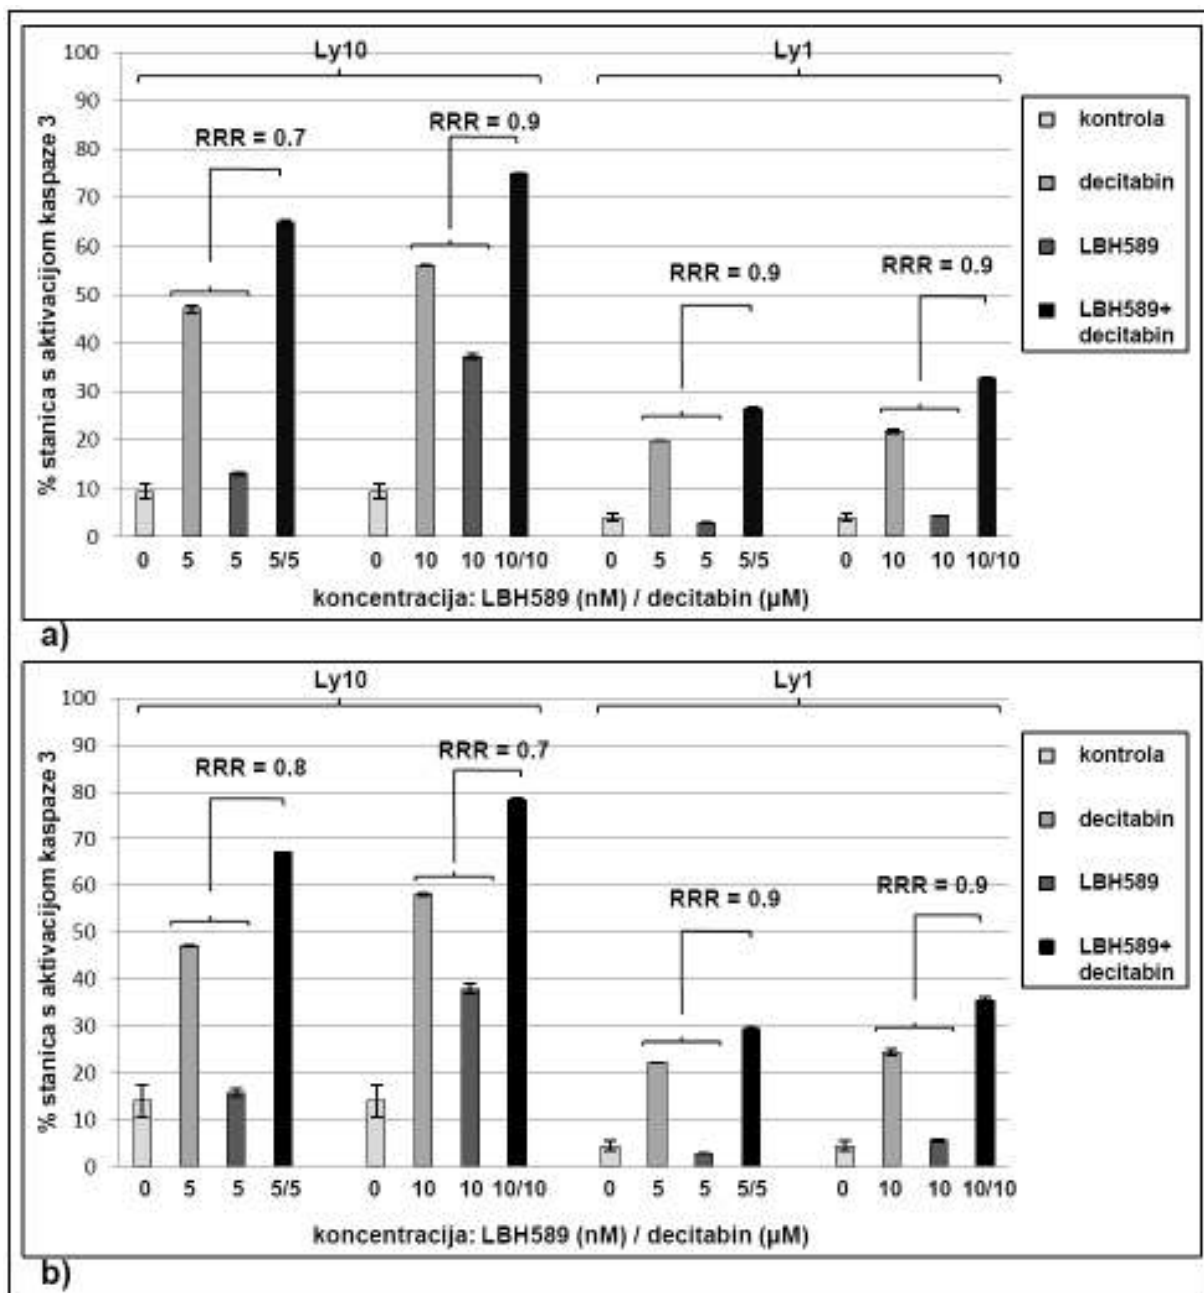 Ly10 Ly1
100
90
80
70
60
50
40
30
20
10
0
% stanica s aktivacijom kaspaze 3
RRR = 0.7
RRR = 0.9
RRR = 0.9
RRR = 0.9
0 5 5 5/5 0 10 10 10/10 0 5 5 5/5 0 10 10 10/10
koncentracija: LBH589 (nM) / decitabin (µM)
kontrola
decitabin
LBH589
LBH589+
decitabin
a)
Ly10 Ly1
100
90
80
70
60
50
40
30
20
10
0
% stanica s aktivacijom kaspaze 3
RRR = 0.8
RRR = 0.7
RRR = 0.9
RRR = 0.9
0 5 5 5/5 0 10 10 10/10 0 5 5 5/5 0 10 10 10/10
koncentracija: LBH589 (nM) / decitabin (µM)
kontrola
decitabin
LBH589
LBH589+
decitabin
b)